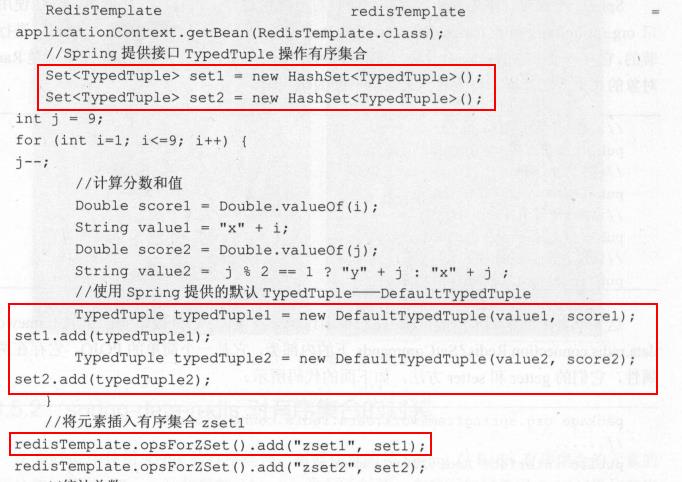 RedisTemplate redisTemplate =
applicationContext.getBean(RedisTemplate.class);
//Spring 提供接口 TypedTuple 操作有序集合
Set<TypedTuple> set1 = new HashSet<TypedTuple>();
Set<TypedTuple> set2 = new HashSet<TypedTuple>();
int j = 9;
for (int i=1; i<=9; i++) {
j--;
//计算分数和值
Double score1 = Double.valueOf(i);
String value1 = "x" + i;
Double score2 = Double.valueOf(j);
String value2 = j % 2 == 1 ? "y" + j : "x" + j ;
//使用 Spring 提供的默认 TypedTuple——DefaultTypedTuple
TypedTuple typedTuple1 = new DefaultTypedTuple(value1, score1);
set1.add(typedTuple1);
TypedTuple typedTuple2 = new DefaultTypedTuple(value2, score2);
set2.add(typedTuple2);
}
//将元素插入有序集合 zset1
redisTemplate.opsForZSet().add("zset1", set1);
redisTemplate.opsForZSet().add("zset2", set2);